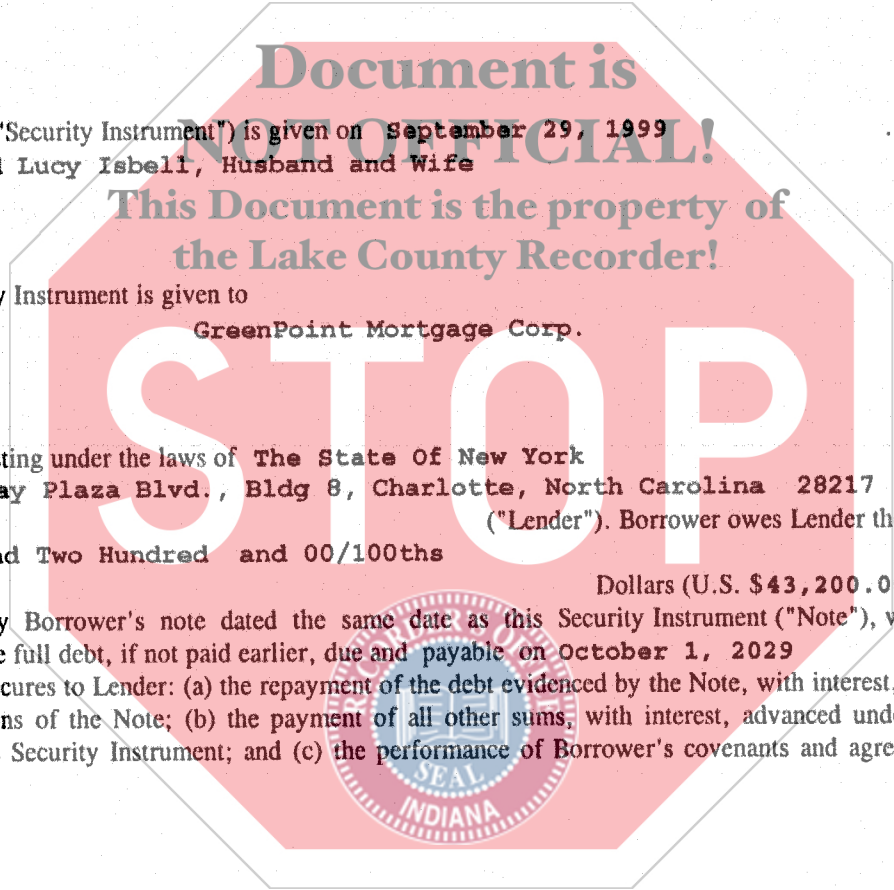 Document is
"Security Instrument") is given on September 29, 1999
NOT OFFICIAL!
Lucy Isbell, Husband and Wife
This Document is the property of
the Lake County Recorder!
Instrument is given to
GreenPoint Mortgage Corp.
STOP
ting under the laws of The State Of New York
ay Plaza Blvd., Bldg 8, Charlotte, North Carolina 28217
("Lender"). Borrower owes Lender th
d Two Hundred and 00/100ths
Dollars (U.S. $43,200.0
y Borrower's note dated the same date as this Security Instrument ("Note"), w
e full debt, if not paid earlier, due and payable on October 1, 2029
cures to Lender: (a) the repayment of the debt evidenced by the Note, with interest,
ns of the Note; (b) the payment of all other sums, with interest, advanced und
Security Instrument; and (c) the performance of Borrower's covenants and agre
RECORDER'S OFFICE
SEAL
INDIANA